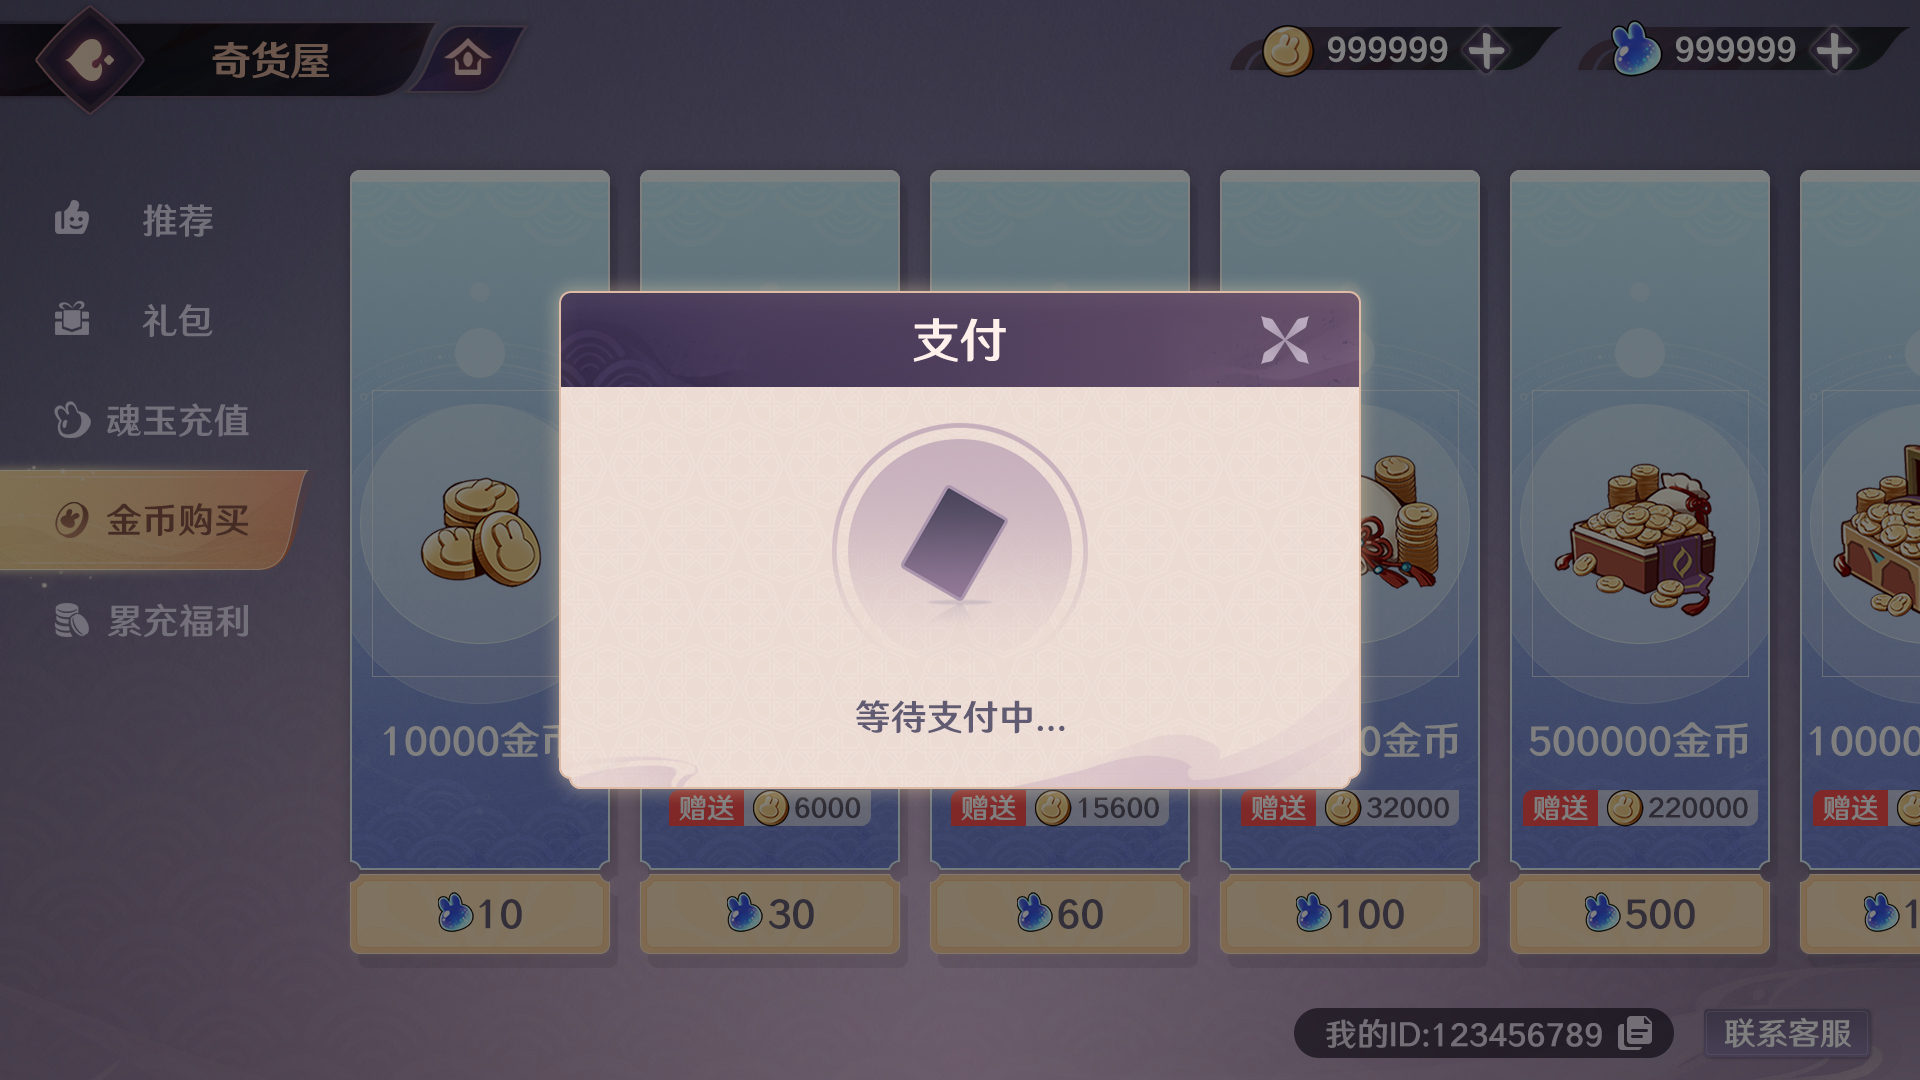 奇货屋
999999
999999
推荐
礼包
魂玉充值
金币购买
累充福利
支付
等待支付中...
10000金币
0金币
500000金币
10000
赠送 6000
赠送 15600
赠送 32000
赠送 220000
赠送
10
30
60
100
500
1
我的ID:123456789
联系客服